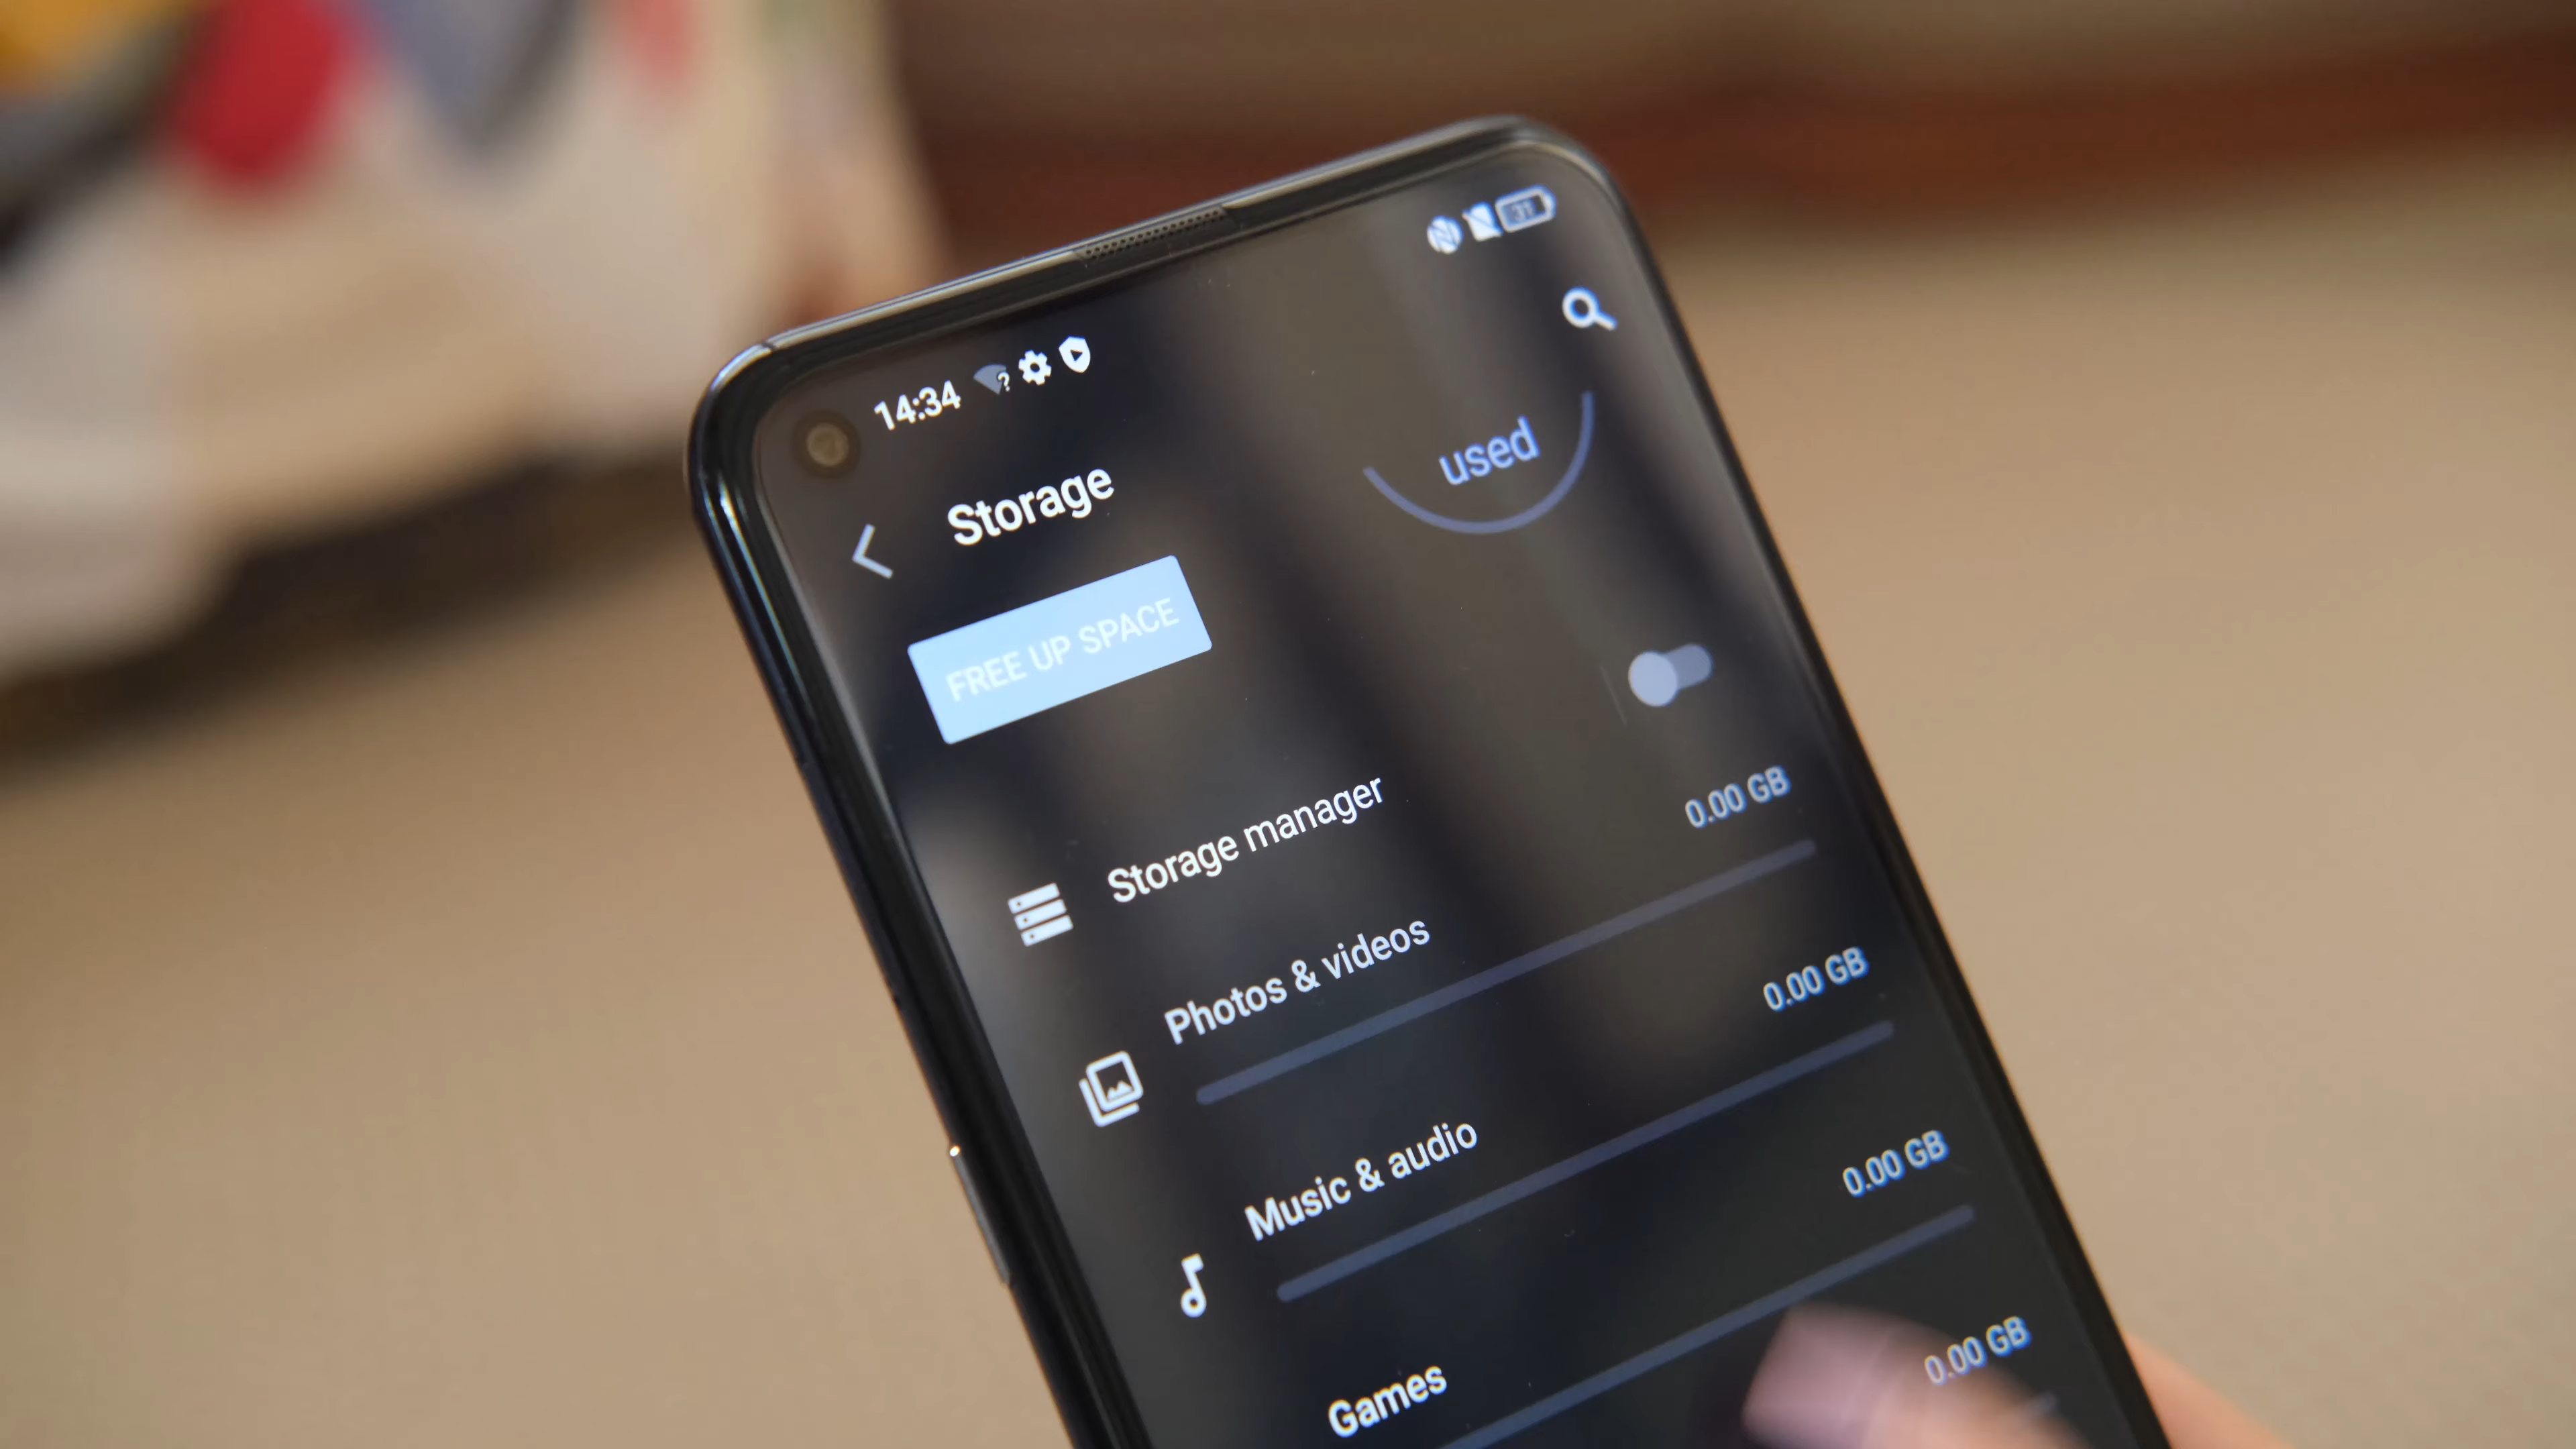 14:34
31
Storage
used
FREE UP SPACE
Storage manager
Photos & videos
0.00 GB
Music & audio
0.00 GB
Games
0.00 GB
0.00 GB